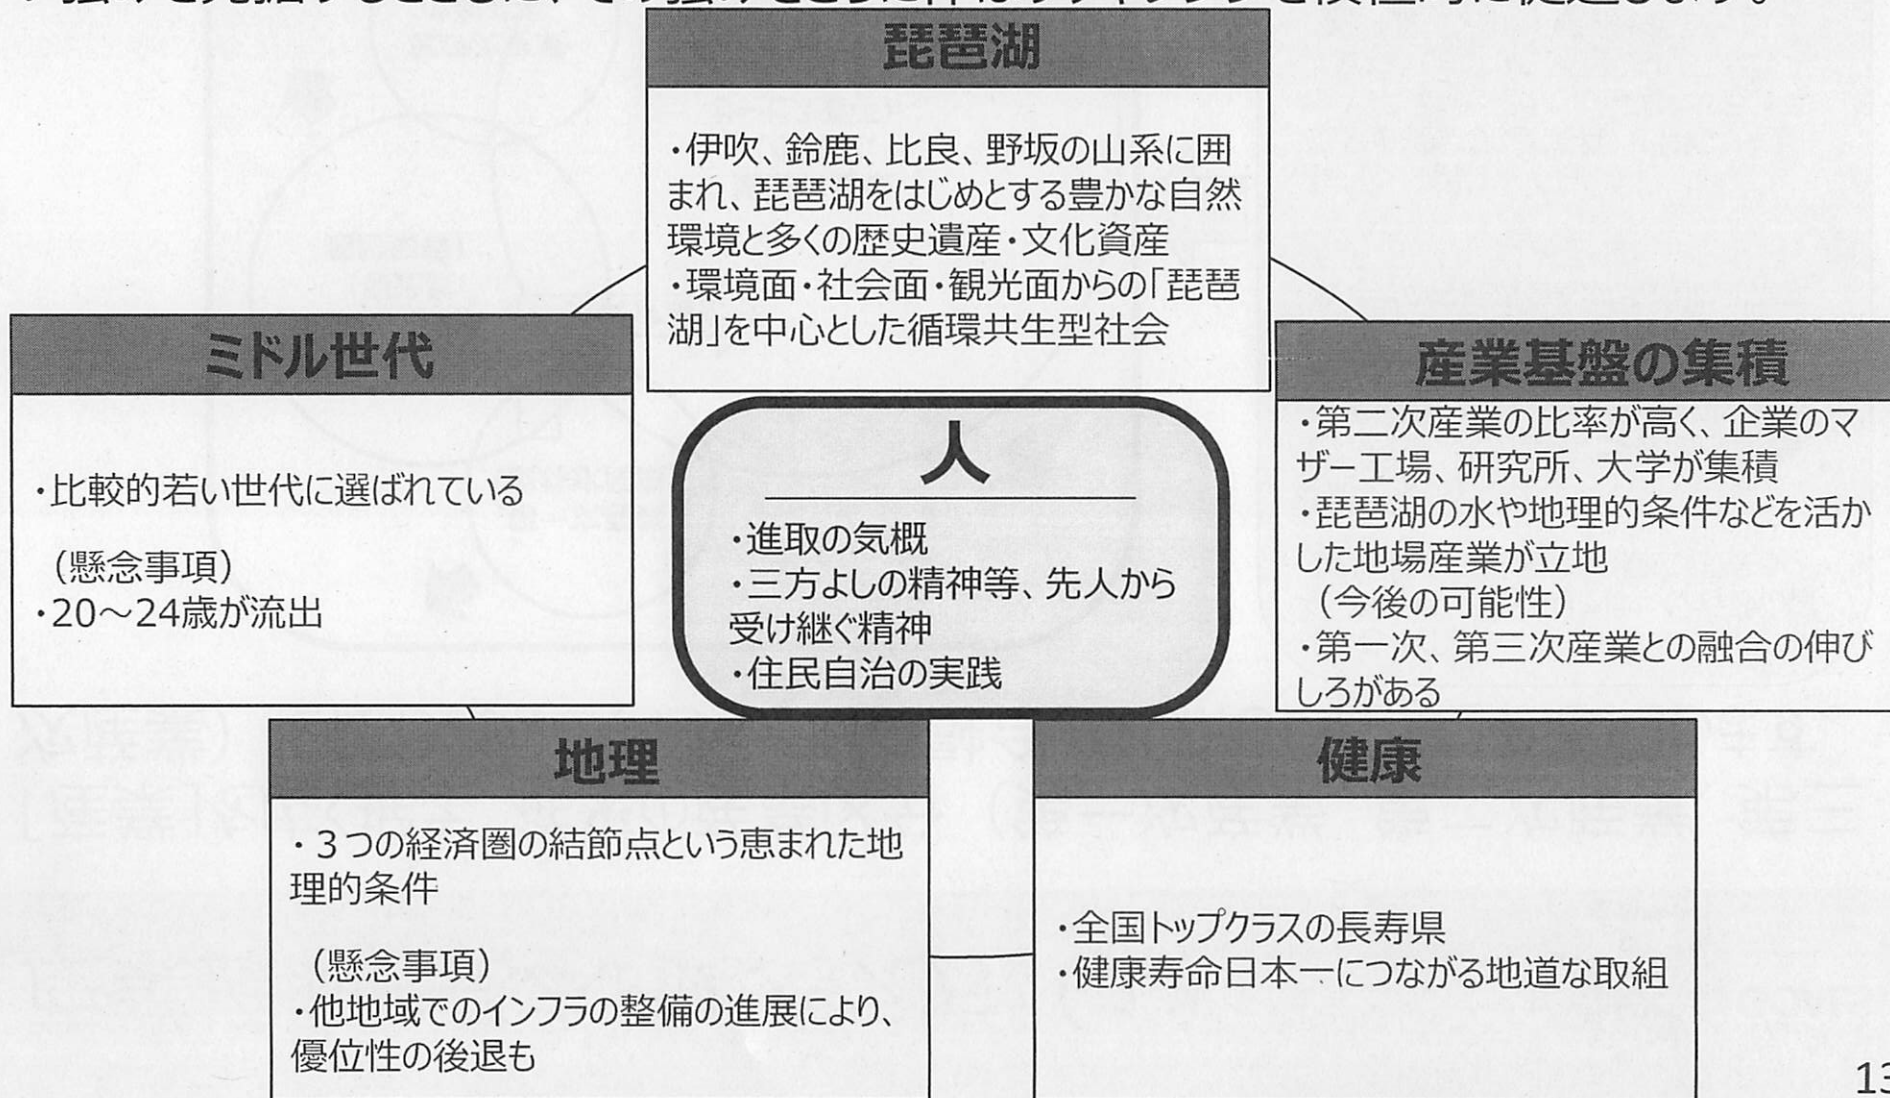 琵琶湖
・伊吹、鈴鹿、比良、野坂の山系に囲
まれ、琵琶湖をはじめとする豊かな自然
環境と多くの歴史遺産・文化資産
・環境面・社会面・観光面からの「琵琶
湖」を中心とした循環共生型社会
ミドル世代
・比較的若い世代に選ばれている
（懸念事項）
・20～24歳が流出
人
・進取の気概
・三方よしの精神等、先人から
受け継ぐ精神
・住民自治の実践
産業基盤の集積
・第二次産業の比率が高く、企業のマ
ザー工場、研究所、大学が集積
・琵琶湖の水や地理的条件などを活か
した地場産業が立地
（今後の可能性）
・第一次、第三次産業との融合の伸び
しろがある
地理
・３つの経済圏の結節点という恵まれた地
理的条件
（懸念事項）
・他地域でのインフラの整備の進展により、
優位性の後退も
健康
・全国トップクラスの長寿県
・健康寿命日本一につながる地道な取組
13